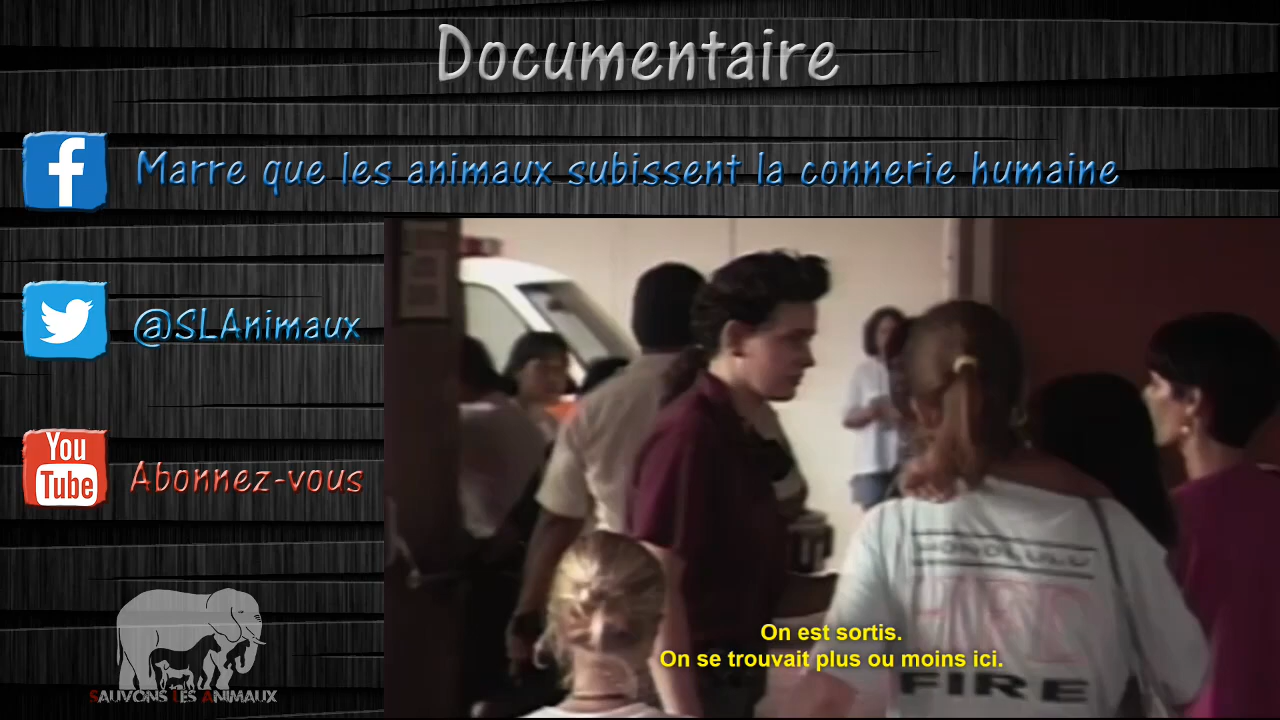 Documentaire
f
Marre que les animaux subissent la connerie humaine
@SLAnimaux
You
Tube
Abonnez-vous
HONOLULU
FIRE
On est sortis.
On se trouvait plus ou moins ici.
SAUVONS LES ANIMAUX